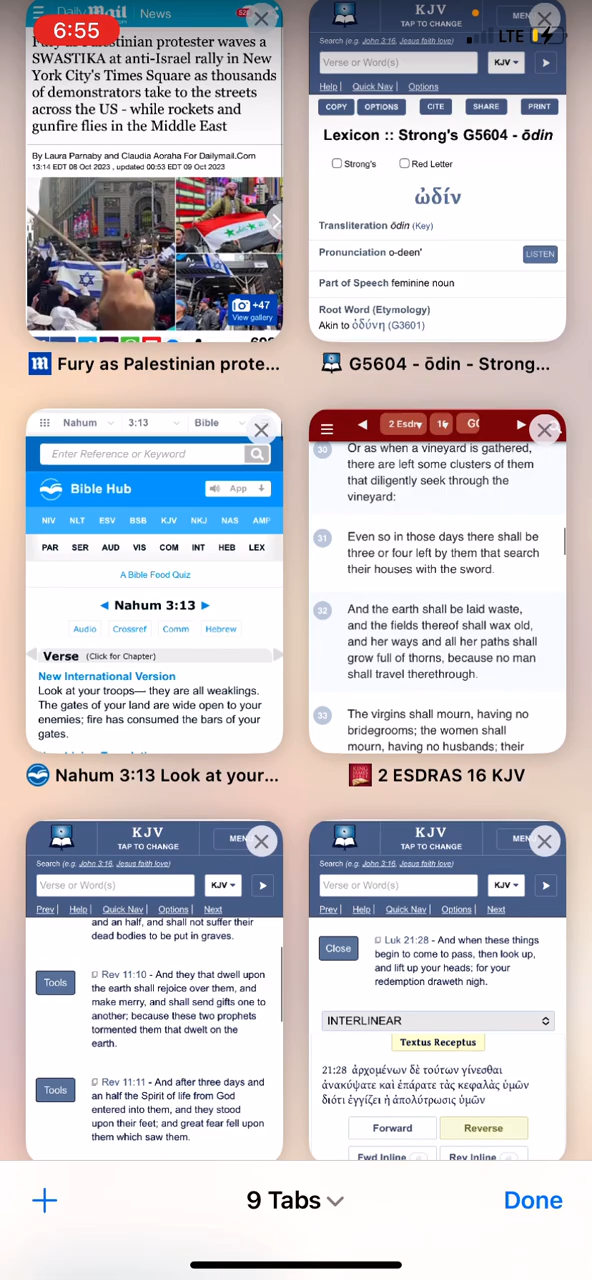 6:55
LTE
Daily Mail News
Fury as Palestinian protester waves a
SWASTIKA at anti-Israel rally in New
York City's Times Square as thousands
of demonstrators take to the streets
across the US - while rockets and
gunfire flies in the Middle East
By Laura Parnaby and Claudia Aoraha For Dailymail.Com
13:14 EDT 08 Oct 2023 , updated 00:53 EDT 09 Oct 2023
+47
View gallery
Fury as Palestinian prote...
KJV
TAP TO CHANGE
MEN
Search (e.g. John 3:16, Jesus faith love)
Verse or Word(s)
KJV
Help| Quick Nav| Options
COPY OPTIONS CITE SHARE PRINT
Lexicon :: Strong's G5604 - ōdin
Strong's Red Letter
ὠδίν
Transliteration ōdin (Key)
Pronunciation o-deen'
LISTEN
Part of Speech feminine noun
Root Word (Etymology)
Akin to ὀδύνη (G3601)
G5604 - ōdin - Strong...
Nahum 3:13 Bible
Enter Reference or Keyword
Bible Hub
App
NIV NLT ESV BSB KJV NKJ NAS AMP
PAR SER AUD VIS COM INT HEB LEX
A Bible Food Quiz
Nahum 3:13
Audio Crossref Comm Hebrew
Verse (Click for Chapter)
New International Version
Look at your troops— they are all weaklings.
The gates of your land are wide open to your
enemies; fire has consumed the bars of your
gates.
Nahum 3:13 Look at your...
2 Esdr 16 GO
30 Or as when a vineyard is gathered,
there are left some clusters of them
that diligently seek through the
vineyard:
31 Even so in those days there shall be
three or four left by them that search
their houses with the sword.
32 And the earth shall be laid waste,
and the fields thereof shall wax old,
and her ways and all her paths shall
grow full of thorns, because no man
shall travel therethrough.
33 The virgins shall mourn, having no
bridegrooms; the women shall
mourn, having no husbands; their
2 ESDRAS 16 KJV
KJV
TAP TO CHANGE
MEN
Search (e.g. John 3:16, Jesus faith love)
Verse or Word(s)
KJV
Prev| Help| Quick Nav| Options| Next
and an half, and shall not suffer their
dead bodies to be put in graves.
Tools
Rev 11:10 - And they that dwell upon
the earth shall rejoice over them, and
make merry, and shall send gifts one to
another; because these two prophets
tormented them that dwelt on the
earth.
Tools
Rev 11:11 - And after three days and
an half the Spirit of life from God
entered into them, and they stood
upon their feet; and great fear fell upon
them which saw them.
KJV
TAP TO CHANGE
MEN
Search (e.g. John 3:16, Jesus faith love)
Verse or Word(s)
KJV
Prev| Help| Quick Nav| Options| Next
Close
Luk 21:28 - And when these things
begin to come to pass, then look up,
and lift up your heads; for your
redemption draweth nigh.
INTERLINEAR
Textus Receptus
21:28 ἀρχομένων δὲ τούτων γίνεσθαι
ἀνακύψατε καὶ ἐπάρατε τὰς κεφαλὰς ὑμῶν
διότι ἐγγίζει ἡ ἀπολύτρωσις ὑμῶν
Forward Reverse
Fwd Inline Rev Inline
9 Tabs
Done